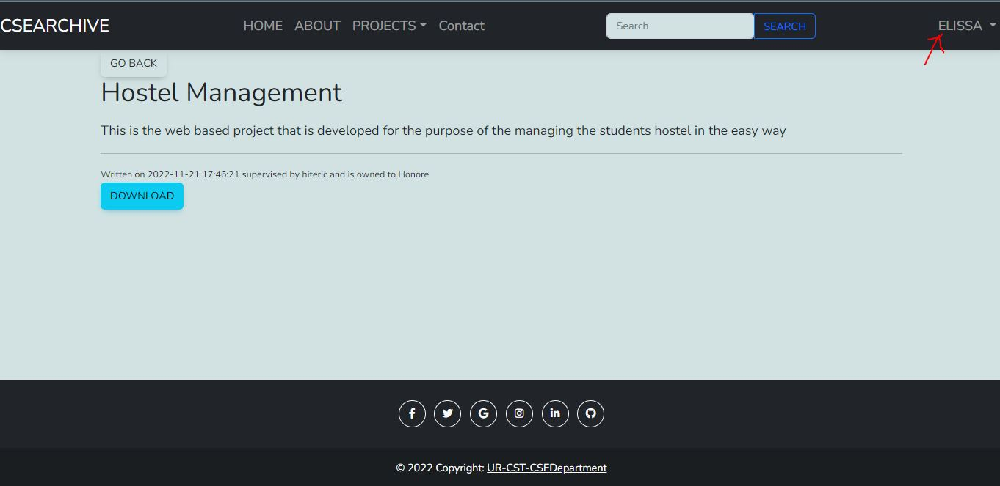 CSEARCHIVE HOME ABOUT PROJECTS Contact Search SEARCH ELISSA
GO BACK
Hostel Management
This is the web based project that is developed for the purpose of the managing the students hostel in the easy way
Written on 2022-11-21 17:46:21 supervised by hiteric and is owned to Honore
DOWNLOAD
© 2022 Copyright: UR-CST-CSEDepartment